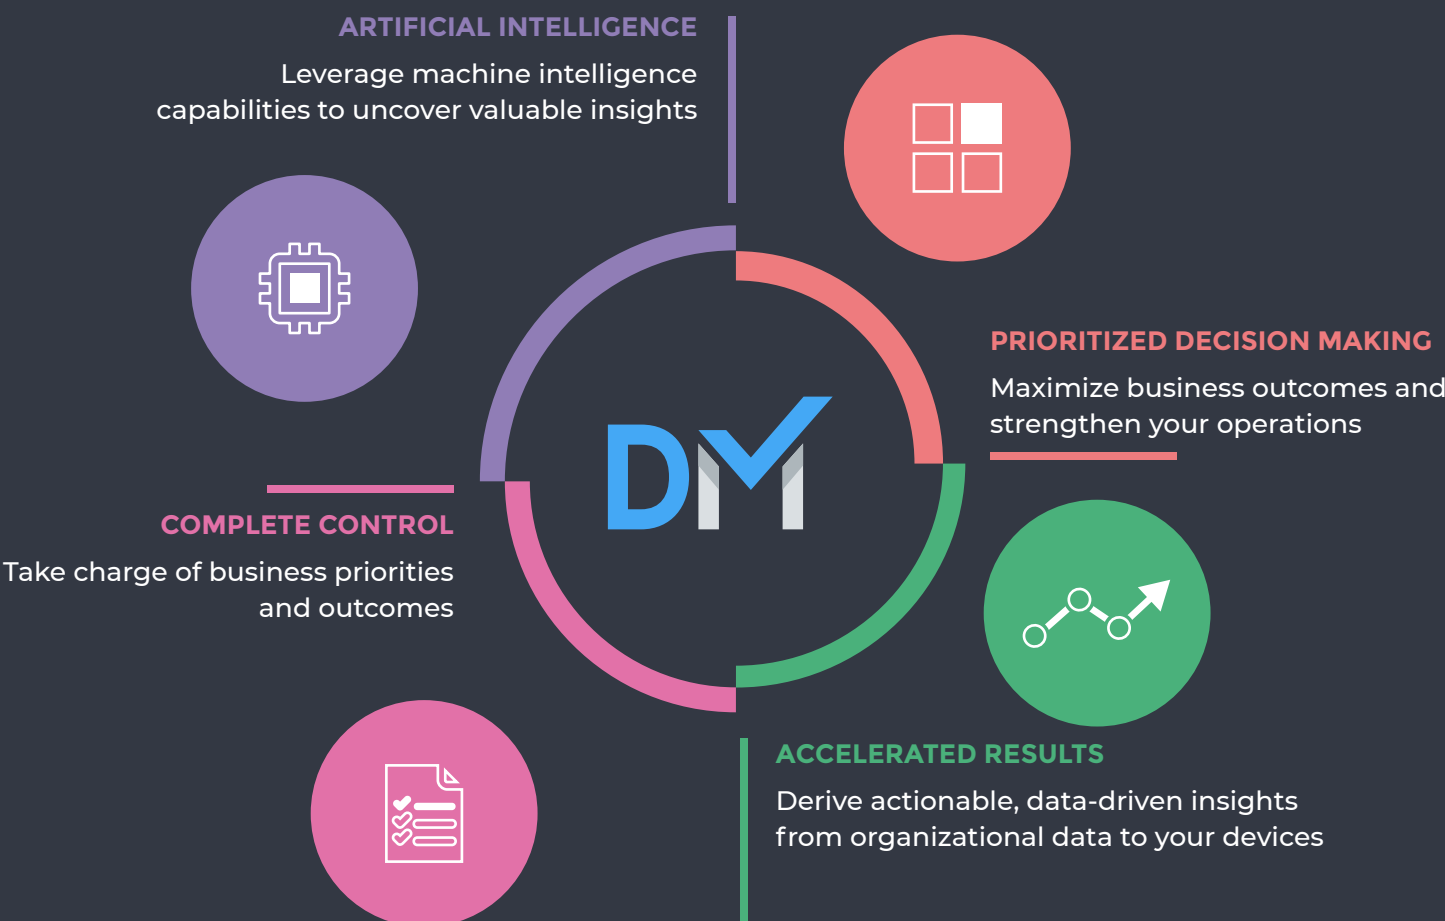 ARTIFICIAL INTELLIGENCE
Leverage machine intelligence
capabilities to uncover valuable insights
PRIORITIZED DECISION MAKING
Maximize business outcomes and
strengthen your operations
DM
COMPLETE CONTROL
Take charge of business priorities
and outcomes
ACCELERATED RESULTS
Derive actionable, data-driven insights
from organizational data to your devices